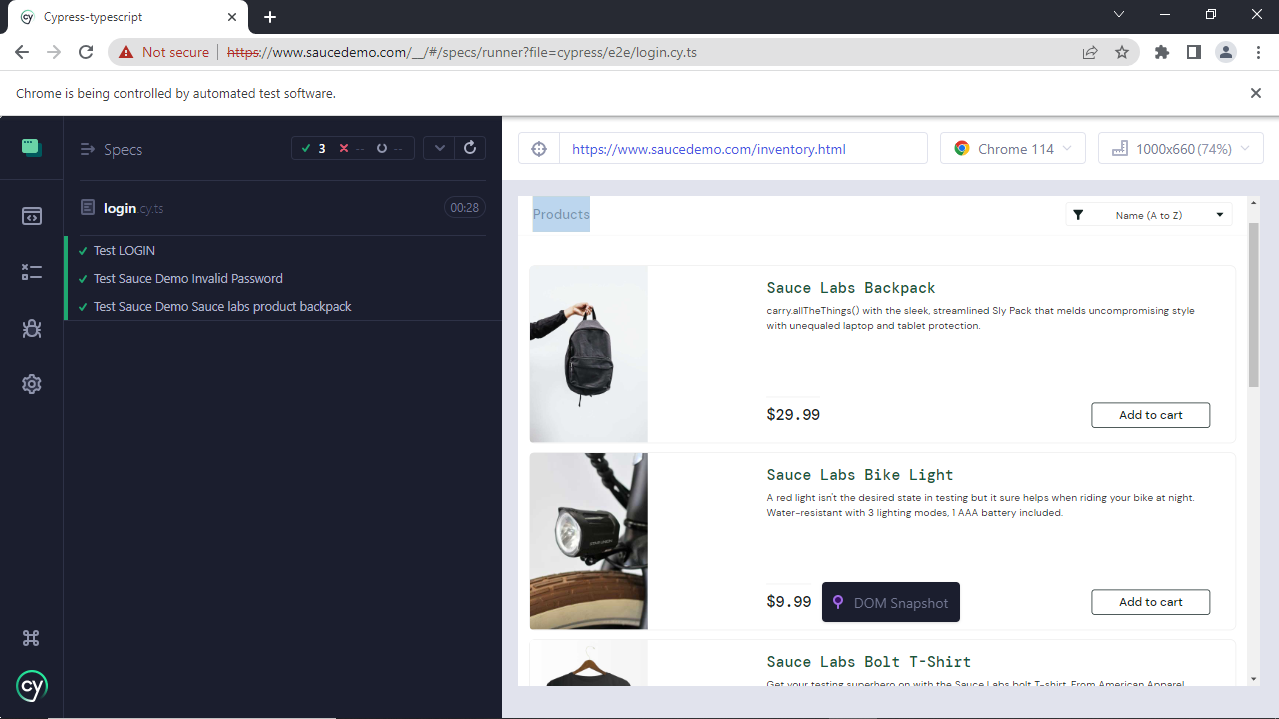 Cypress-typescript
Not secure
https://www.saucedemo.com/__/#/specs/runner?file=cypress/e2e/login.cy.ts
Chrome is being controlled by automated test software.
Specs
3 -- --
login.cy.ts
00:28
Test LOGIN
Test Sauce Demo Invalid Password
Test Sauce Demo Sauce labs product backpack
cy
https://www.saucedemo.com/inventory.html
Chrome 114
1000x660 (74%)
Products
Name (A to Z)
Sauce Labs Backpack
carry.allTheThings() with the sleek, streamlined Sly Pack that melds uncompromising style
with unequaled laptop and tablet protection.
$29.99
Add to cart
Sauce Labs Bike Light
A red light isn't the desired state in testing but it sure helps when riding your bike at night.
Water-resistant with 3 lighting modes, 1 AAA battery included.
$9.99
DOM Snapshot
Add to cart
Sauce Labs Bolt T-Shirt
Get your testing superhero on with the Sauce Labs bolt T-shirt. From American Apparel,